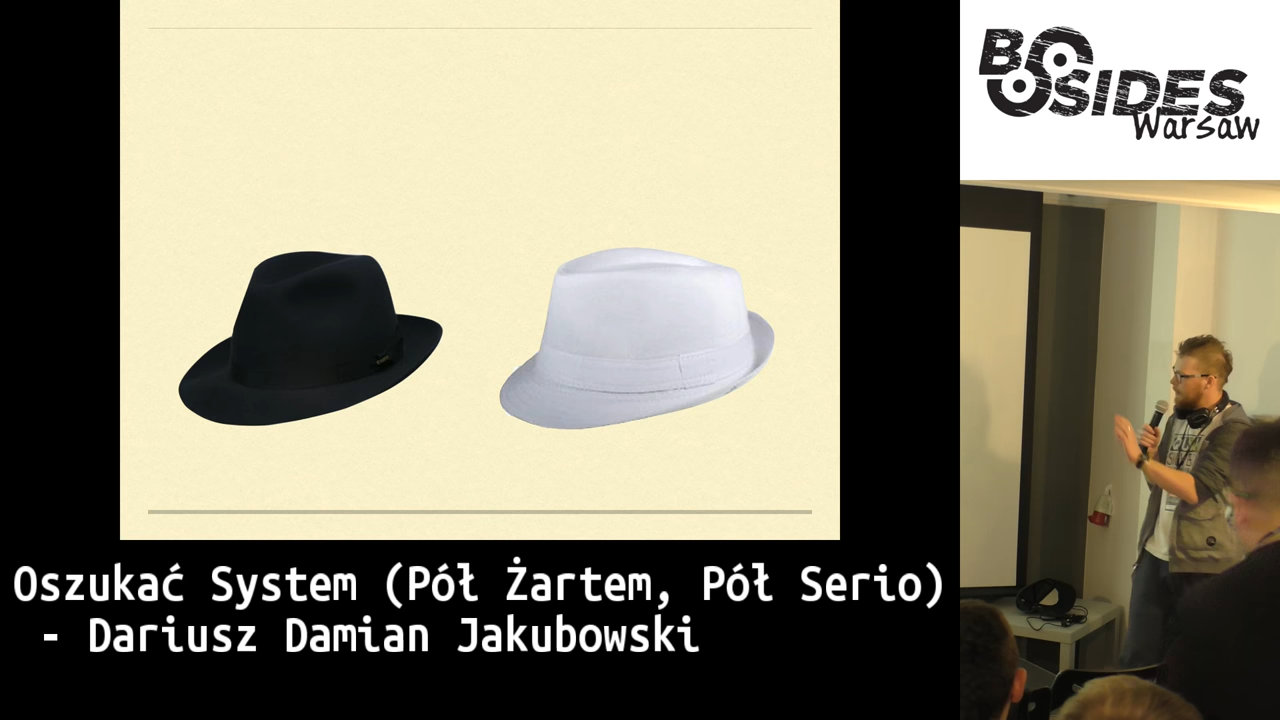 BSIDES
Warsaw
Oszukać System (Pół Żartem, Pół Serio)
- Dariusz Damian Jakubowski